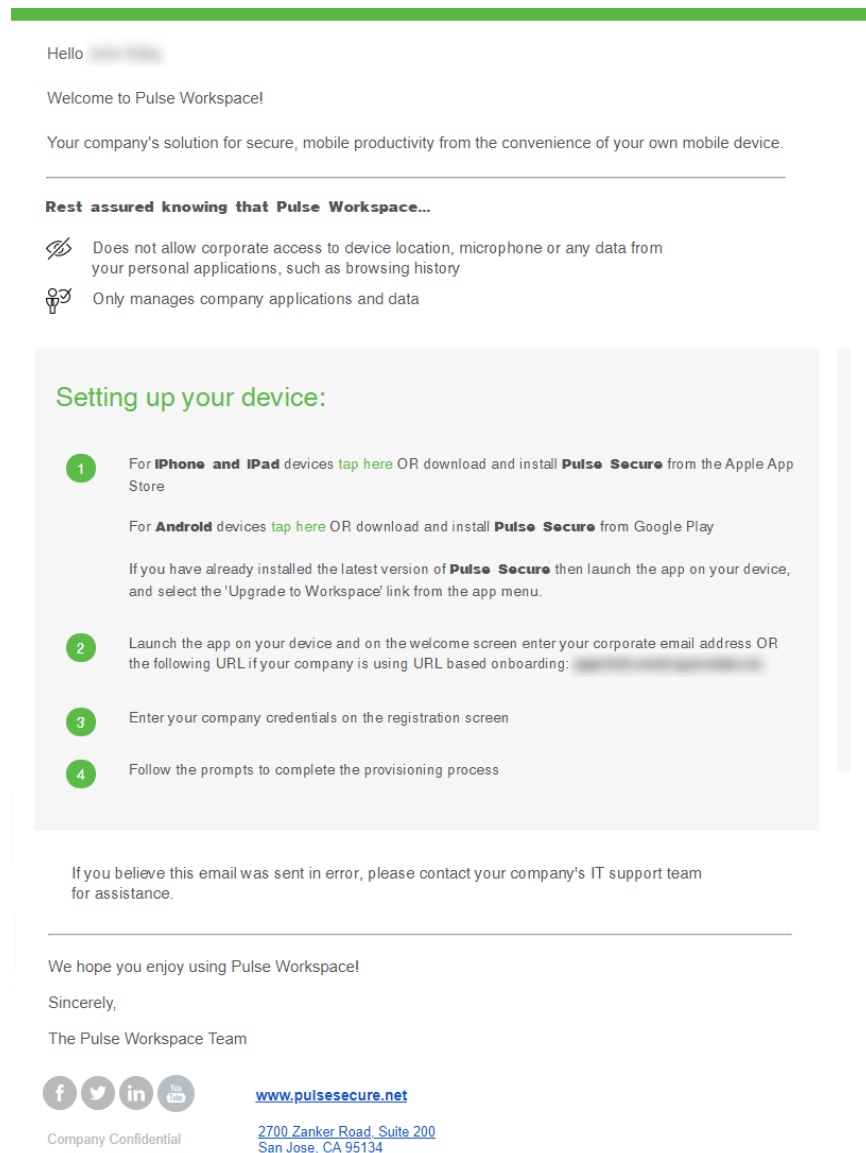 Hello
Welcome to Pulse Workspace!
Your company's solution for secure, mobile productivity from the convenience of your own mobile device.
Rest assured knowing that Pulse Workspace...
Does not allow corporate access to device location, microphone or any data from
your personal applications, such as browsing history
Only manages company applications and data
Setting up your device:
1 For IPhone and IPad devices tap here OR download and install Pulse Secure from the Apple App
Store
For Android devices tap here OR download and install Pulse Secure from Google Play
If you have already installed the latest version of Pulse Secure then launch the app on your device,
and select the 'Upgrade to Workspace' link from the app menu.
2 Launch the app on your device and on the welcome screen enter your corporate email address OR
the following URL if your company is using URL based onboarding:
3 Enter your company credentials on the registration screen
4 Follow the prompts to complete the provisioning process
If you believe this email was sent in error, please contact your company's IT support team
for assistance.
We hope you enjoy using Pulse Workspace!
Sincerely,
The Pulse Workspace Team
f in You Tube www.pulsesecure.net
Company Confidential 2700 Zanker Road, Suite 200
San Jose, CA 95134